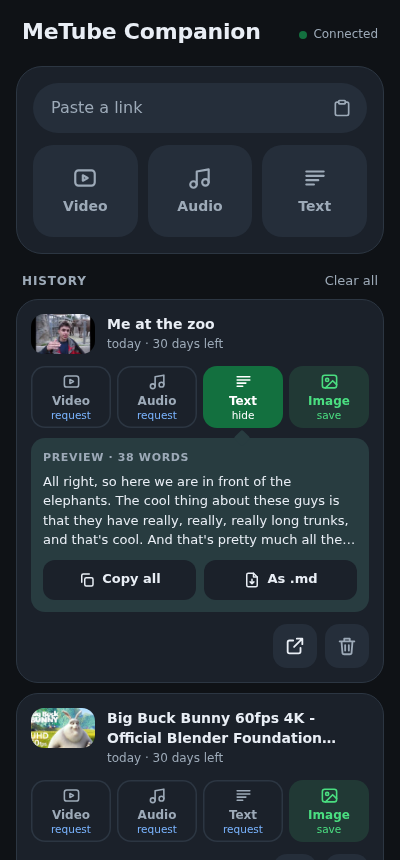 MeTube Companion
Connected
Paste a link
Video
Audio
Text
HISTORY
Clear all
Me at the zoo
today · 30 days left
Video
request
Audio
request
Text
hide
Image
save
PREVIEW · 38 WORDS
All right, so here we are in front of the
elephants. The cool thing about these guys is
that they have really, really, really long trunks,
and that's cool. And that's pretty much all the…
Copy all
As .md
Big Buck Bunny 60fps 4K -
Official Blender Foundation…
today · 30 days left
Video
request
Audio
request
Text
request
Image
save